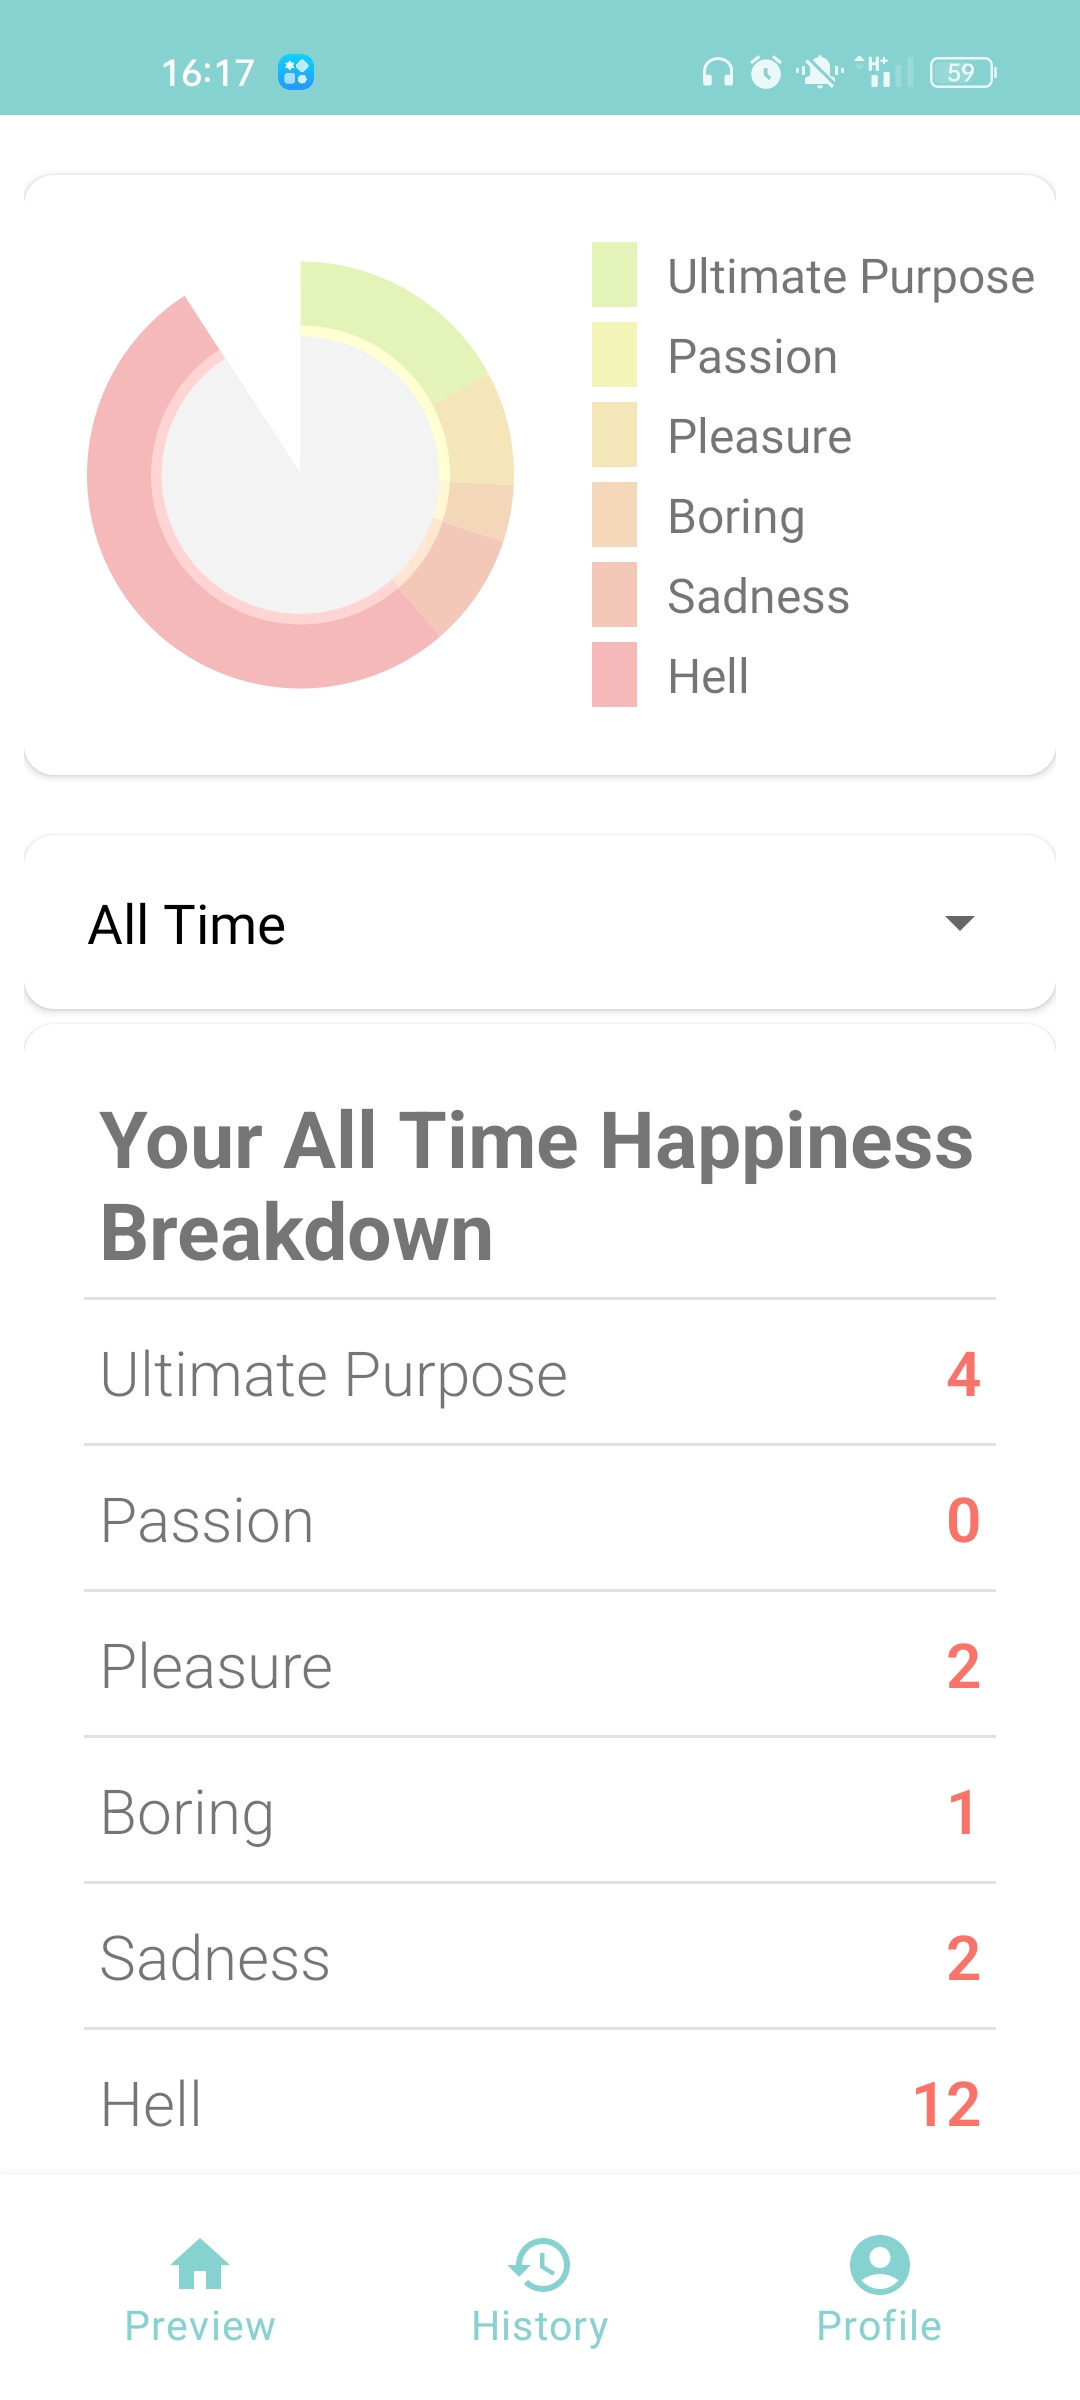 16:17
H+
59
Ultimate Purpose
Passion
Pleasure
Boring
Sadness
Hell
All Time
Your All Time Happiness
Breakdown
Ultimate Purpose 4
Passion 0
Pleasure 2
Boring 1
Sadness 2
Hell 12
Preview History Profile